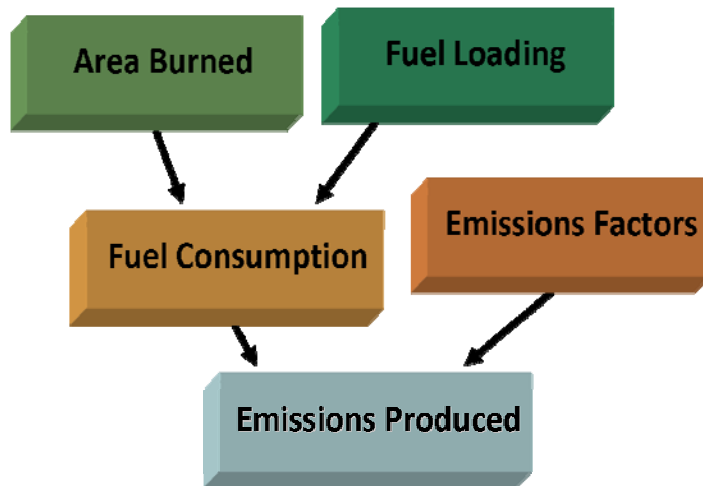 Area Burned
Fuel Loading
Emissions Factors
Fuel Consumption
Emissions Produced